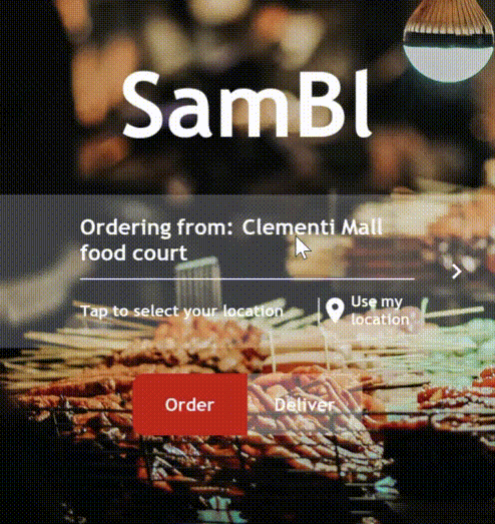 SamBl
Ordering from: Clementi Mall
food court
Tap to select your location
Use my
location
Order
Deliver